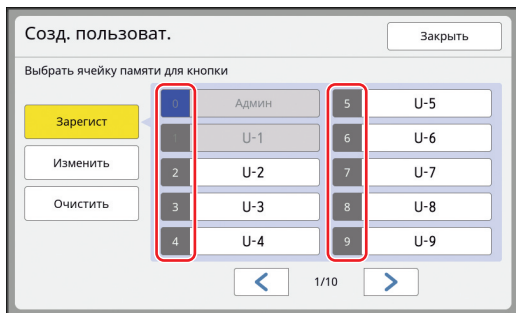 Созд. пользоват.
Закрыть
Выбрать ячейку памяти для кнопки
Зарегист
Изменить
Очистить
0 Админ
1 U-1
2 U-2
3 U-3
4 U-4
5 U-5
6 U-6
7 U-7
8 U-8
9 U-9
1/10